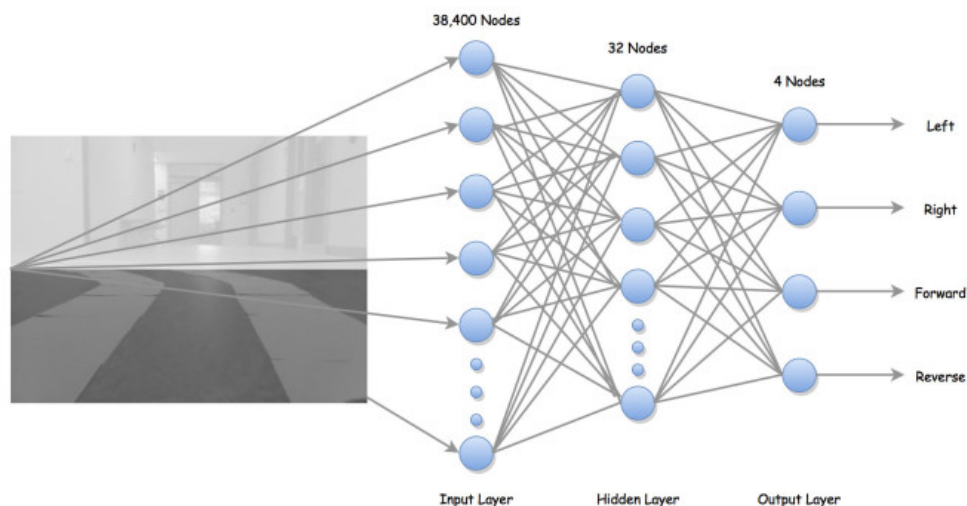 38,400 Nodes
32 Nodes
4 Nodes
Left
Right
Forward
Reverse
Input Layer
Hidden Layer
Output Layer